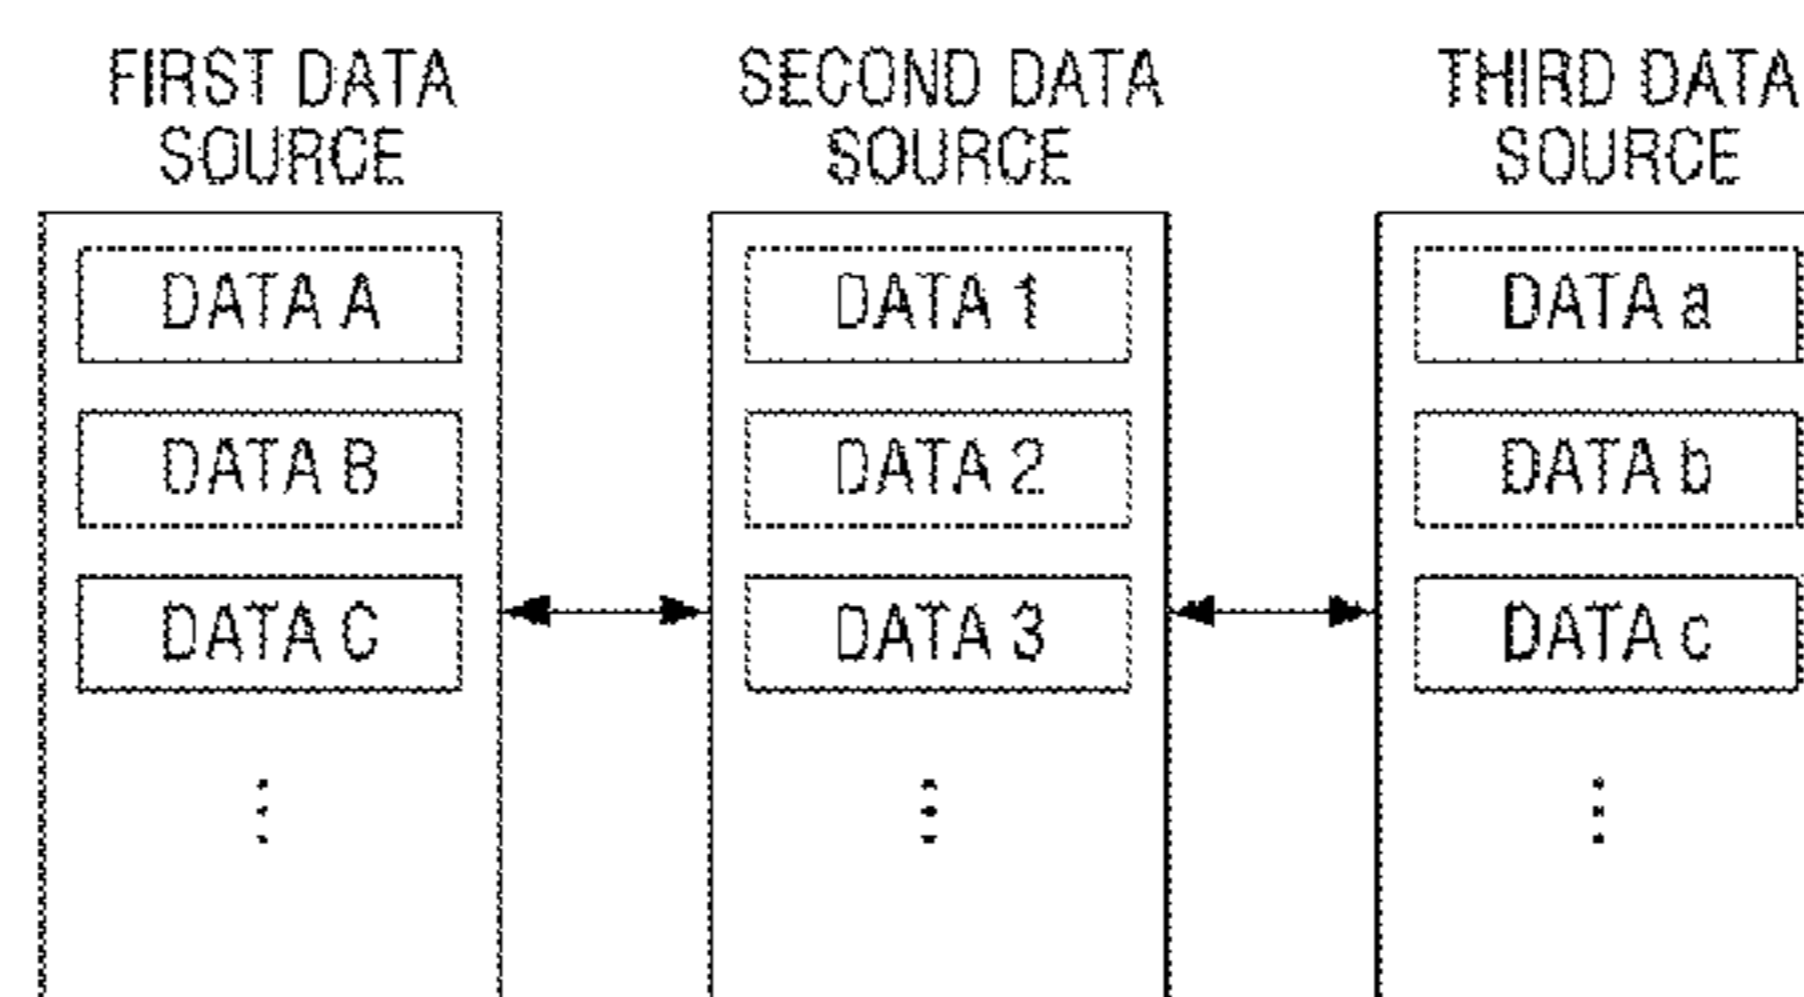 FIRST DATA
SOURCE
SECOND DATA
SOURCE
THIRD DATA
SOURCE
DATA A
DATA 1
DATA a
DATA B
DATA 2
DATA b
DATA C
DATA 3
DATA c